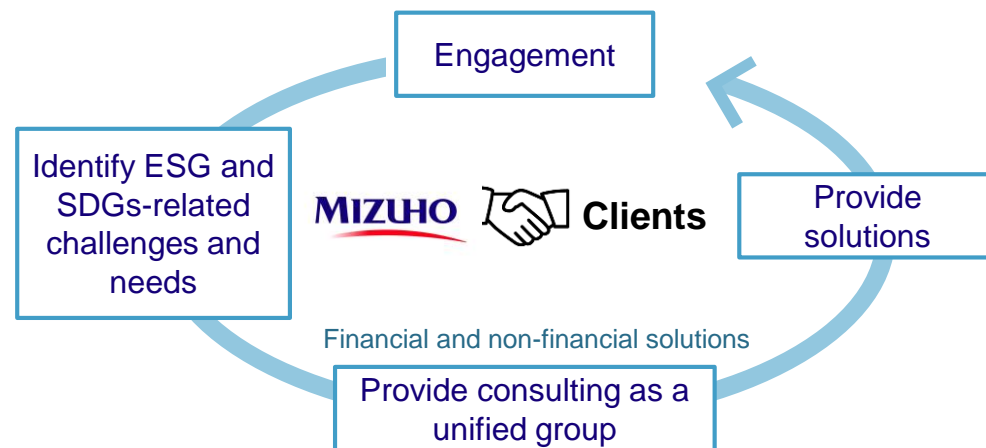 Engagement
Identify ESG and
SDGs-related
challenges and
needs
MIZUHO
Clients
Provide
solutions
Financial and non-financial solutions
Provide consulting as a
unified group